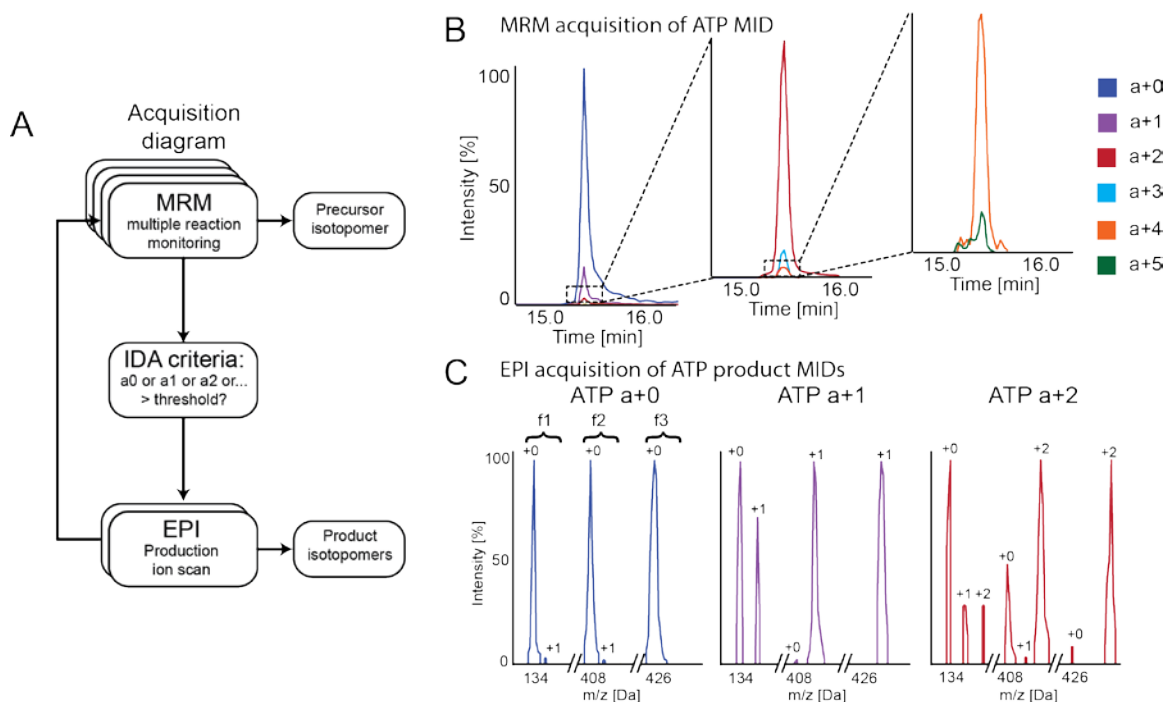 A
Acquisition
diagram
MRM
multiple reaction
monitoring
Precursor
isotopomer
IDA criteria:
a0 or a1 or a2 or...
> threshold?
EPI
Production
ion scan
Product
isotopomers
B
MRM acquisition of ATP MID
Intensity [%]
100
50
0
15.0 16.0
Time [min]
15.0 16.0
Time [min]
15.0 16.0
Time [min]
a+0
a+1
a+2
a+3
a+4
a+5
C
EPI acquisition of ATP product MIDs
ATP a+0 ATP a+1 ATP a+2
f1 f2 f3
Intensity [%]
100
50
0
+0 +1 +0 +1 +0
134 408 426
m/z [Da]
+0 +1 +0 +1 +1
134 408 426
m/z [Da]
+0 +1 +2 +0 +1 +2 +0 +2
134 408 426
m/z [Da]